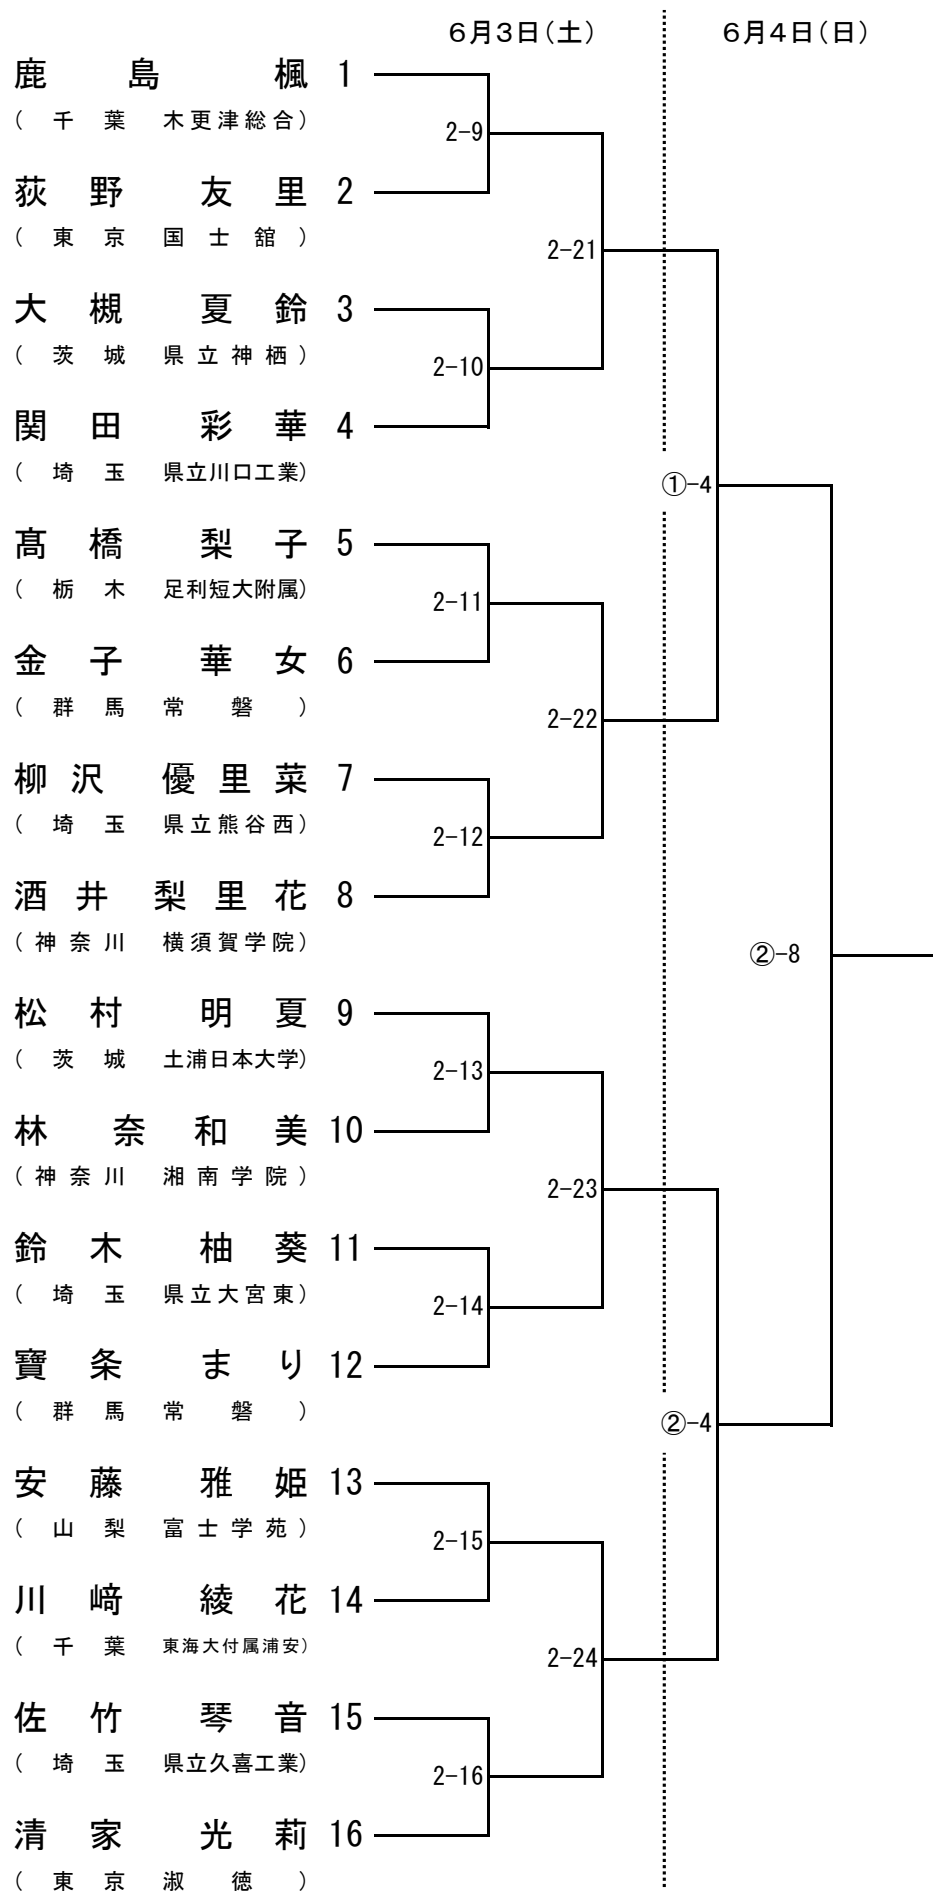 6月3日(土) 6月4日(日)
鹿島楓 1
(千葉 木更津総合)
2-9
荻野友里 2
(東京 国士舘)
2-21
大槻夏鈴 3
(茨城 県立神栖)
2-10
関田彩華 4
(埼玉 県立川口工業)
①-4
髙橋梨子 5
(栃木 足利短大附属)
2-11
金子華女 6
(群馬 常磐)
2-22
柳沢優里菜 7
(埼玉 県立熊谷西)
2-12
酒井梨里花 8
(神奈川 横須賀学院)
②-8
松村明夏 9
(茨城 土浦日本大学)
2-13
林奈和美 10
(神奈川 湘南学院)
2-23
鈴木柚葵 11
(埼玉 県立大宮東)
2-14
寶条まり 12
(群馬 常磐)
②-4
安藤雅姫 13
(山梨 富士学苑)
2-15
川﨑綾花 14
(千葉 東海大付属浦安)
2-24
佐竹琴音 15
(埼玉 県立久喜工業)
2-16
清家光莉 16
(東京 淑徳)